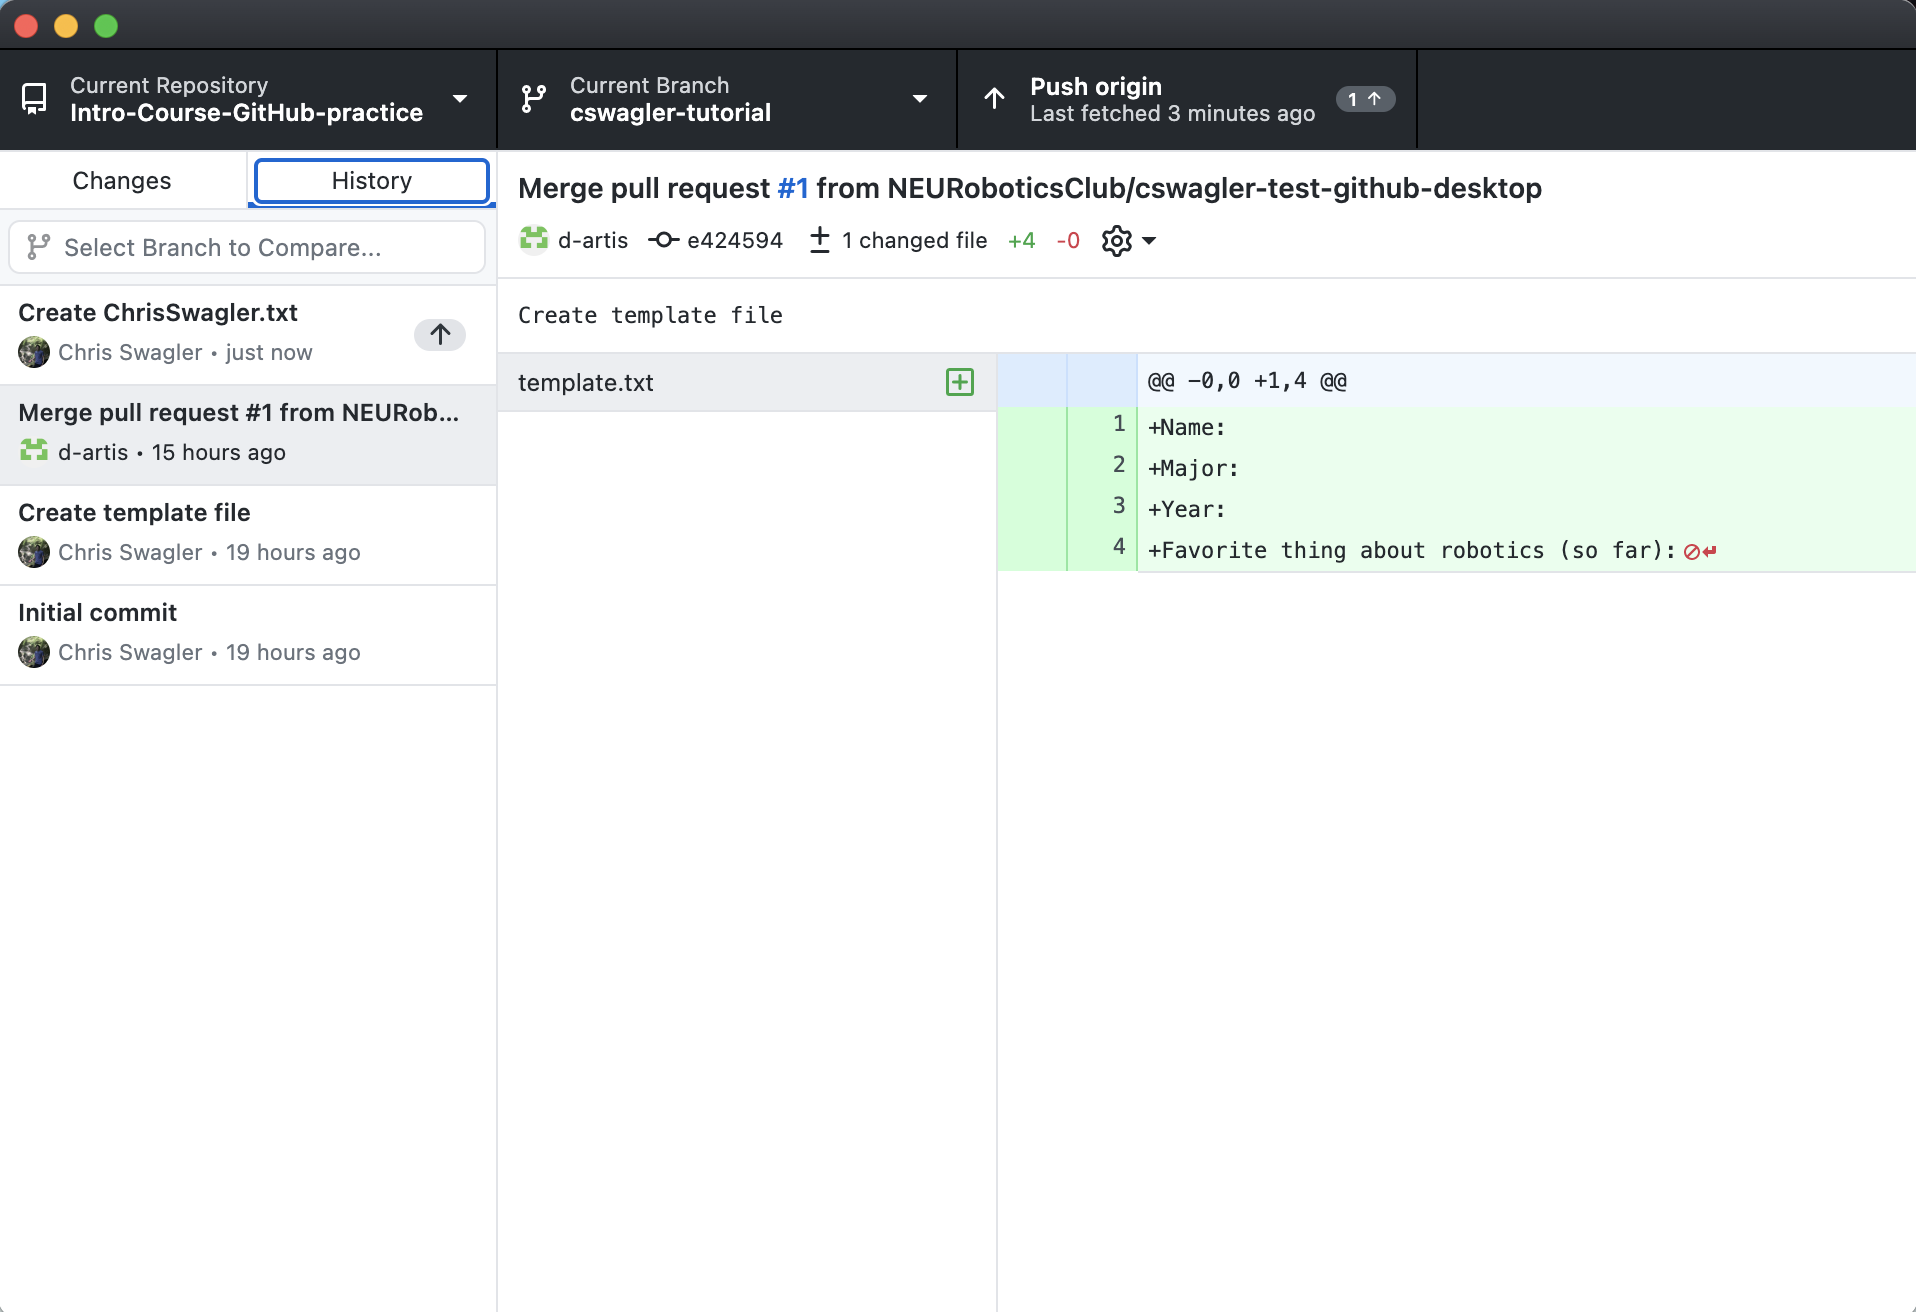 Current Repository
Intro-Course-GitHub-practice
Current Branch
cswagler-tutorial
Push origin
Last fetched 3 minutes ago
1
Changes
History
Select Branch to Compare...
Create ChrisSwagler.txt
Chris Swagler • just now
Merge pull request #1 from NEURob...
d-artis • 15 hours ago
Create template file
Chris Swagler • 19 hours ago
Initial commit
Chris Swagler • 19 hours ago
Merge pull request #1 from NEURoboticsClub/cswagler-test-github-desktop
d-artis e424594 1 changed file +4 -0
Create template file
template.txt
@@ -0,0 +1,4 @@
1 +Name:
2 +Major:
3 +Year:
4 +Favorite thing about robotics (so far):